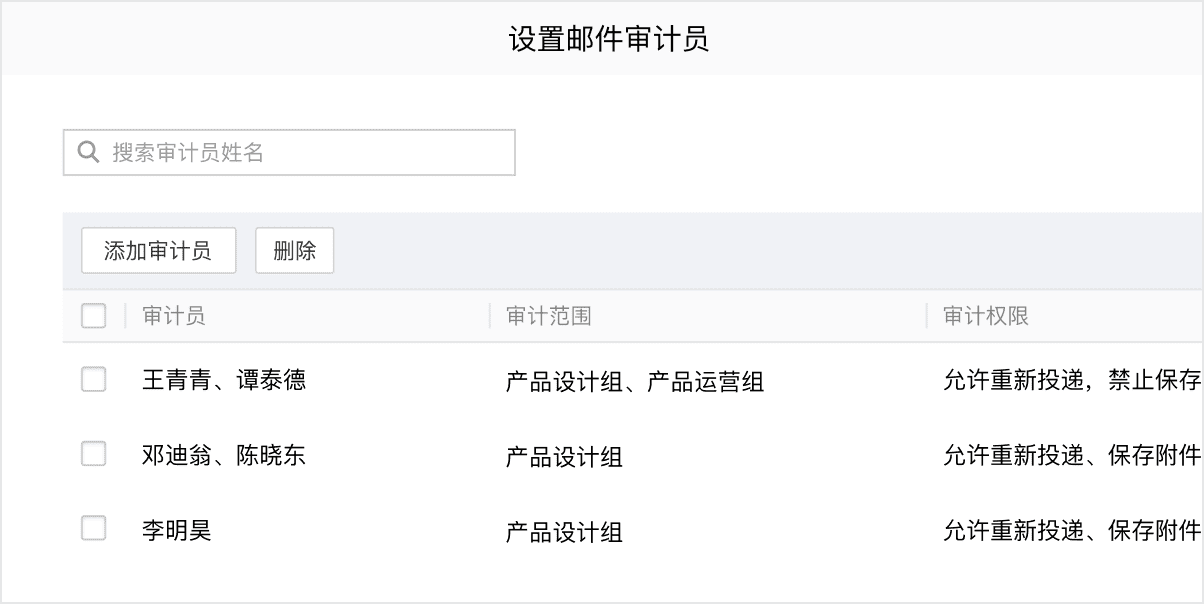 设置邮件审计员
搜索审计员姓名
添加审计员 删除
审计员 审计范围 审计权限
王青青、谭泰德 产品设计组、产品运营组 允许重新投递，禁止保存
邓迪翁、陈晓东 产品设计组 允许重新投递、保存附件
李明昊 产品设计组 允许重新投递、保存附件